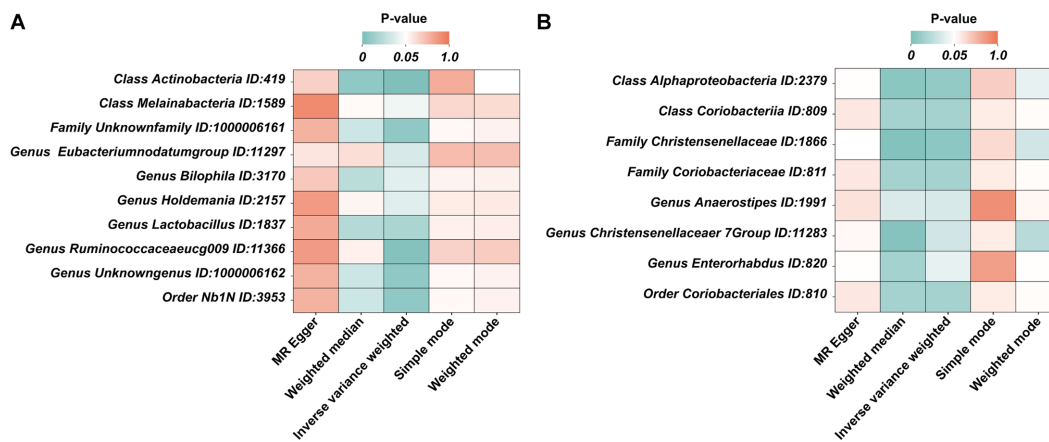 A
P-value
0 0.05 1.0
Class Actinobacteria ID:419
Class Melainabacteria ID:1589
Family Unknownfamily ID:1000006161
Genus Eubacteriumnodatumgroup ID:11297
Genus Bilophila ID:3170
Genus Holdemania ID:2157
Genus Lactobacillus ID:1837
Genus Ruminococcaceaeucg009 ID:11366
Genus Unknowngenus ID:1000006162
Order Nb1N ID:3953
MR Egger
Weighted median
Inverse variance weighted
Simple mode
Weighted mode
B
P-value
0 0.05 1.0
Class Alphaproteobacteria ID:2379
Class Coriobacteriia ID:809
Family Christensenellaceae ID:1866
Family Coriobacteriaceae ID:811
Genus Anaerostipes ID:1991
Genus Christensenellaceaer 7Group ID:11283
Genus Enterorhabdus ID:820
Order Coriobacteriales ID:810
MR Egger
Weighted median
Inverse variance weighted
Simple mode
Weighted mode